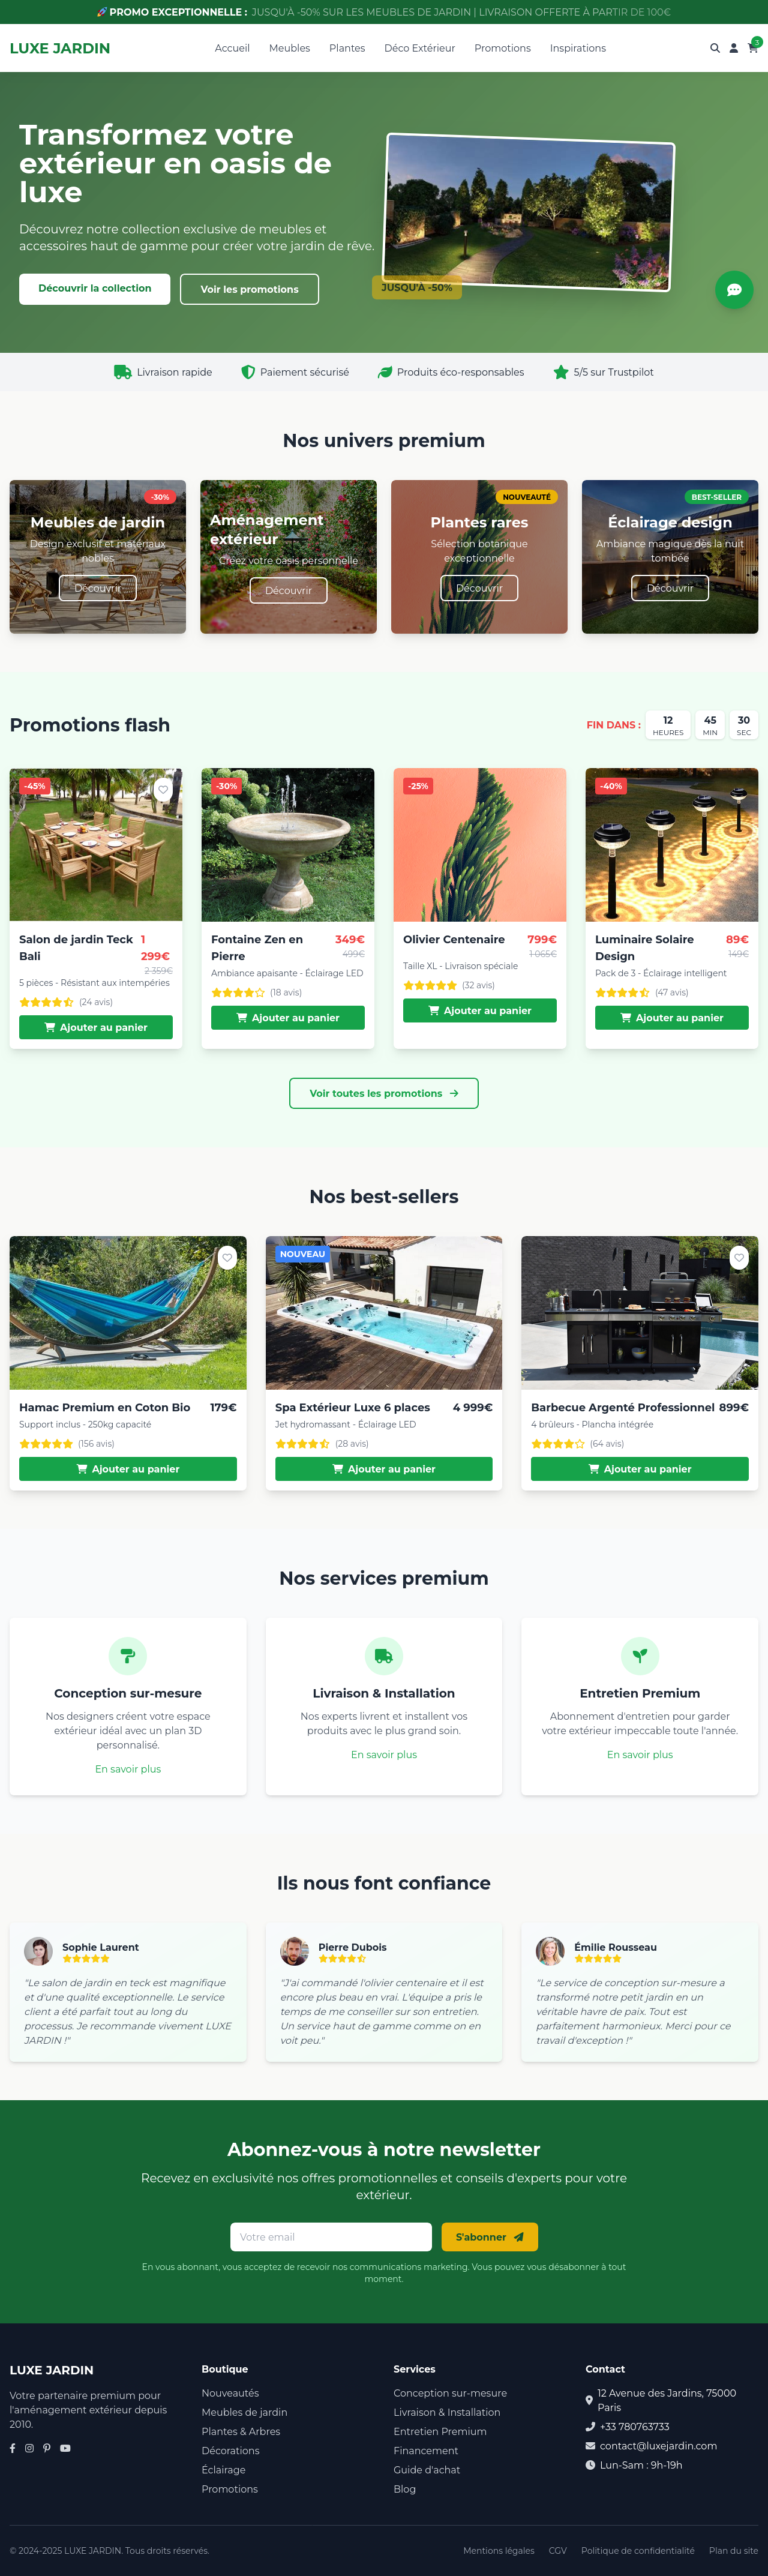 🚀 PROMO EXCEPTIONNELLE : JUSQU'À -50% SUR LES MEUBLES DE JARDIN | LIVRAISON OFFERTE À PARTIR DE 100€
LUXE JARDIN
Accueil Meubles Plantes Déco Extérieur Promotions Inspirations
3
Transformez votre
extérieur en oasis de
luxe
Découvrez notre collection exclusive de meubles et
accessoires haut de gamme pour créer votre jardin de rêve.
Découvrir la collection Voir les promotions
JUSQU'À -50%
Livraison rapide Paiement sécurisé Produits éco-responsables 5/5 sur Trustpilot
Nos univers premium
-30%
Meubles de jardin
Design exclusif et matériaux
nobles
Découvrir
Aménagement
extérieur
Créez votre oasis personnelle
Découvrir
NOUVEAUTÉ
Plantes rares
Sélection botanique
exceptionnelle
Découvrir
BEST-SELLER
Éclairage design
Ambiance magique dès la nuit
tombée
Découvrir
Promotions flash
FIN DANS :
12
HEURES
45
MIN
30
SEC
-45%
Salon de jardin Teck
Bali
1
299€
2 359€
5 pièces - Résistant aux intempéries
(24 avis)
Ajouter au panier
-30%
Fontaine Zen en
Pierre
349€
499€
Ambiance apaisante - Éclairage LED
(18 avis)
Ajouter au panier
-25%
Olivier Centenaire
799€
1 065€
Taille XL - Livraison spéciale
(32 avis)
Ajouter au panier
-40%
Luminaire Solaire
Design
89€
149€
Pack de 3 - Éclairage intelligent
(47 avis)
Ajouter au panier
Voir toutes les promotions
Nos best-sellers
Hamac Premium en Coton Bio 179€
Support inclus - 250kg capacité
(156 avis)
Ajouter au panier
NOUVEAU
Spa Extérieur Luxe 6 places 4 999€
Jet hydromassant - Éclairage LED
(28 avis)
Ajouter au panier
Barbecue Argenté Professionnel 899€
4 brûleurs - Plancha intégrée
(64 avis)
Ajouter au panier
Nos services premium
Conception sur-mesure
Nos designers créent votre espace
extérieur idéal avec un plan 3D
personnalisé.
En savoir plus
Livraison & Installation
Nos experts livrent et installent vos
produits avec le plus grand soin.
En savoir plus
Entretien Premium
Abonnement d'entretien pour garder
votre extérieur impeccable toute l'année.
En savoir plus
Ils nous font confiance
Sophie Laurent
"Le salon de jardin en teck est magnifique
et d'une qualité exceptionnelle. Le service
client a été parfait tout au long du
processus. Je recommande vivement LUXE
JARDIN !"
Pierre Dubois
"J'ai commandé l'olivier centenaire et il est
encore plus beau en vrai. L'équipe a pris le
temps de me conseiller sur son entretien.
Un service haut de gamme comme on en
voit peu."
Émilie Rousseau
"Le service de conception sur-mesure a
transformé notre petit jardin en un
véritable havre de paix. Tout est
parfaitement harmonieux. Merci pour ce
travail d'exception !"
Abonnez-vous à notre newsletter
Recevez en exclusivité nos offres promotionnelles et conseils d'experts pour votre
extérieur.
Votre email S'abonner
En vous abonnant, vous acceptez de recevoir nos communications marketing. Vous pouvez vous désabonner à tout
moment.
LUXE JARDIN
Votre partenaire premium pour
l'aménagement extérieur depuis
2010.
Boutique
Nouveautés
Meubles de jardin
Plantes & Arbres
Décorations
Éclairage
Promotions
Services
Conception sur-mesure
Livraison & Installation
Entretien Premium
Financement
Guide d'achat
Blog
Contact
12 Avenue des Jardins, 75000
Paris
+33 780763733
contact@luxejardin.com
Lun-Sam : 9h-19h
© 2024-2025 LUXE JARDIN. Tous droits réservés.
Mentions légales CGV Politique de confidentialité Plan du site